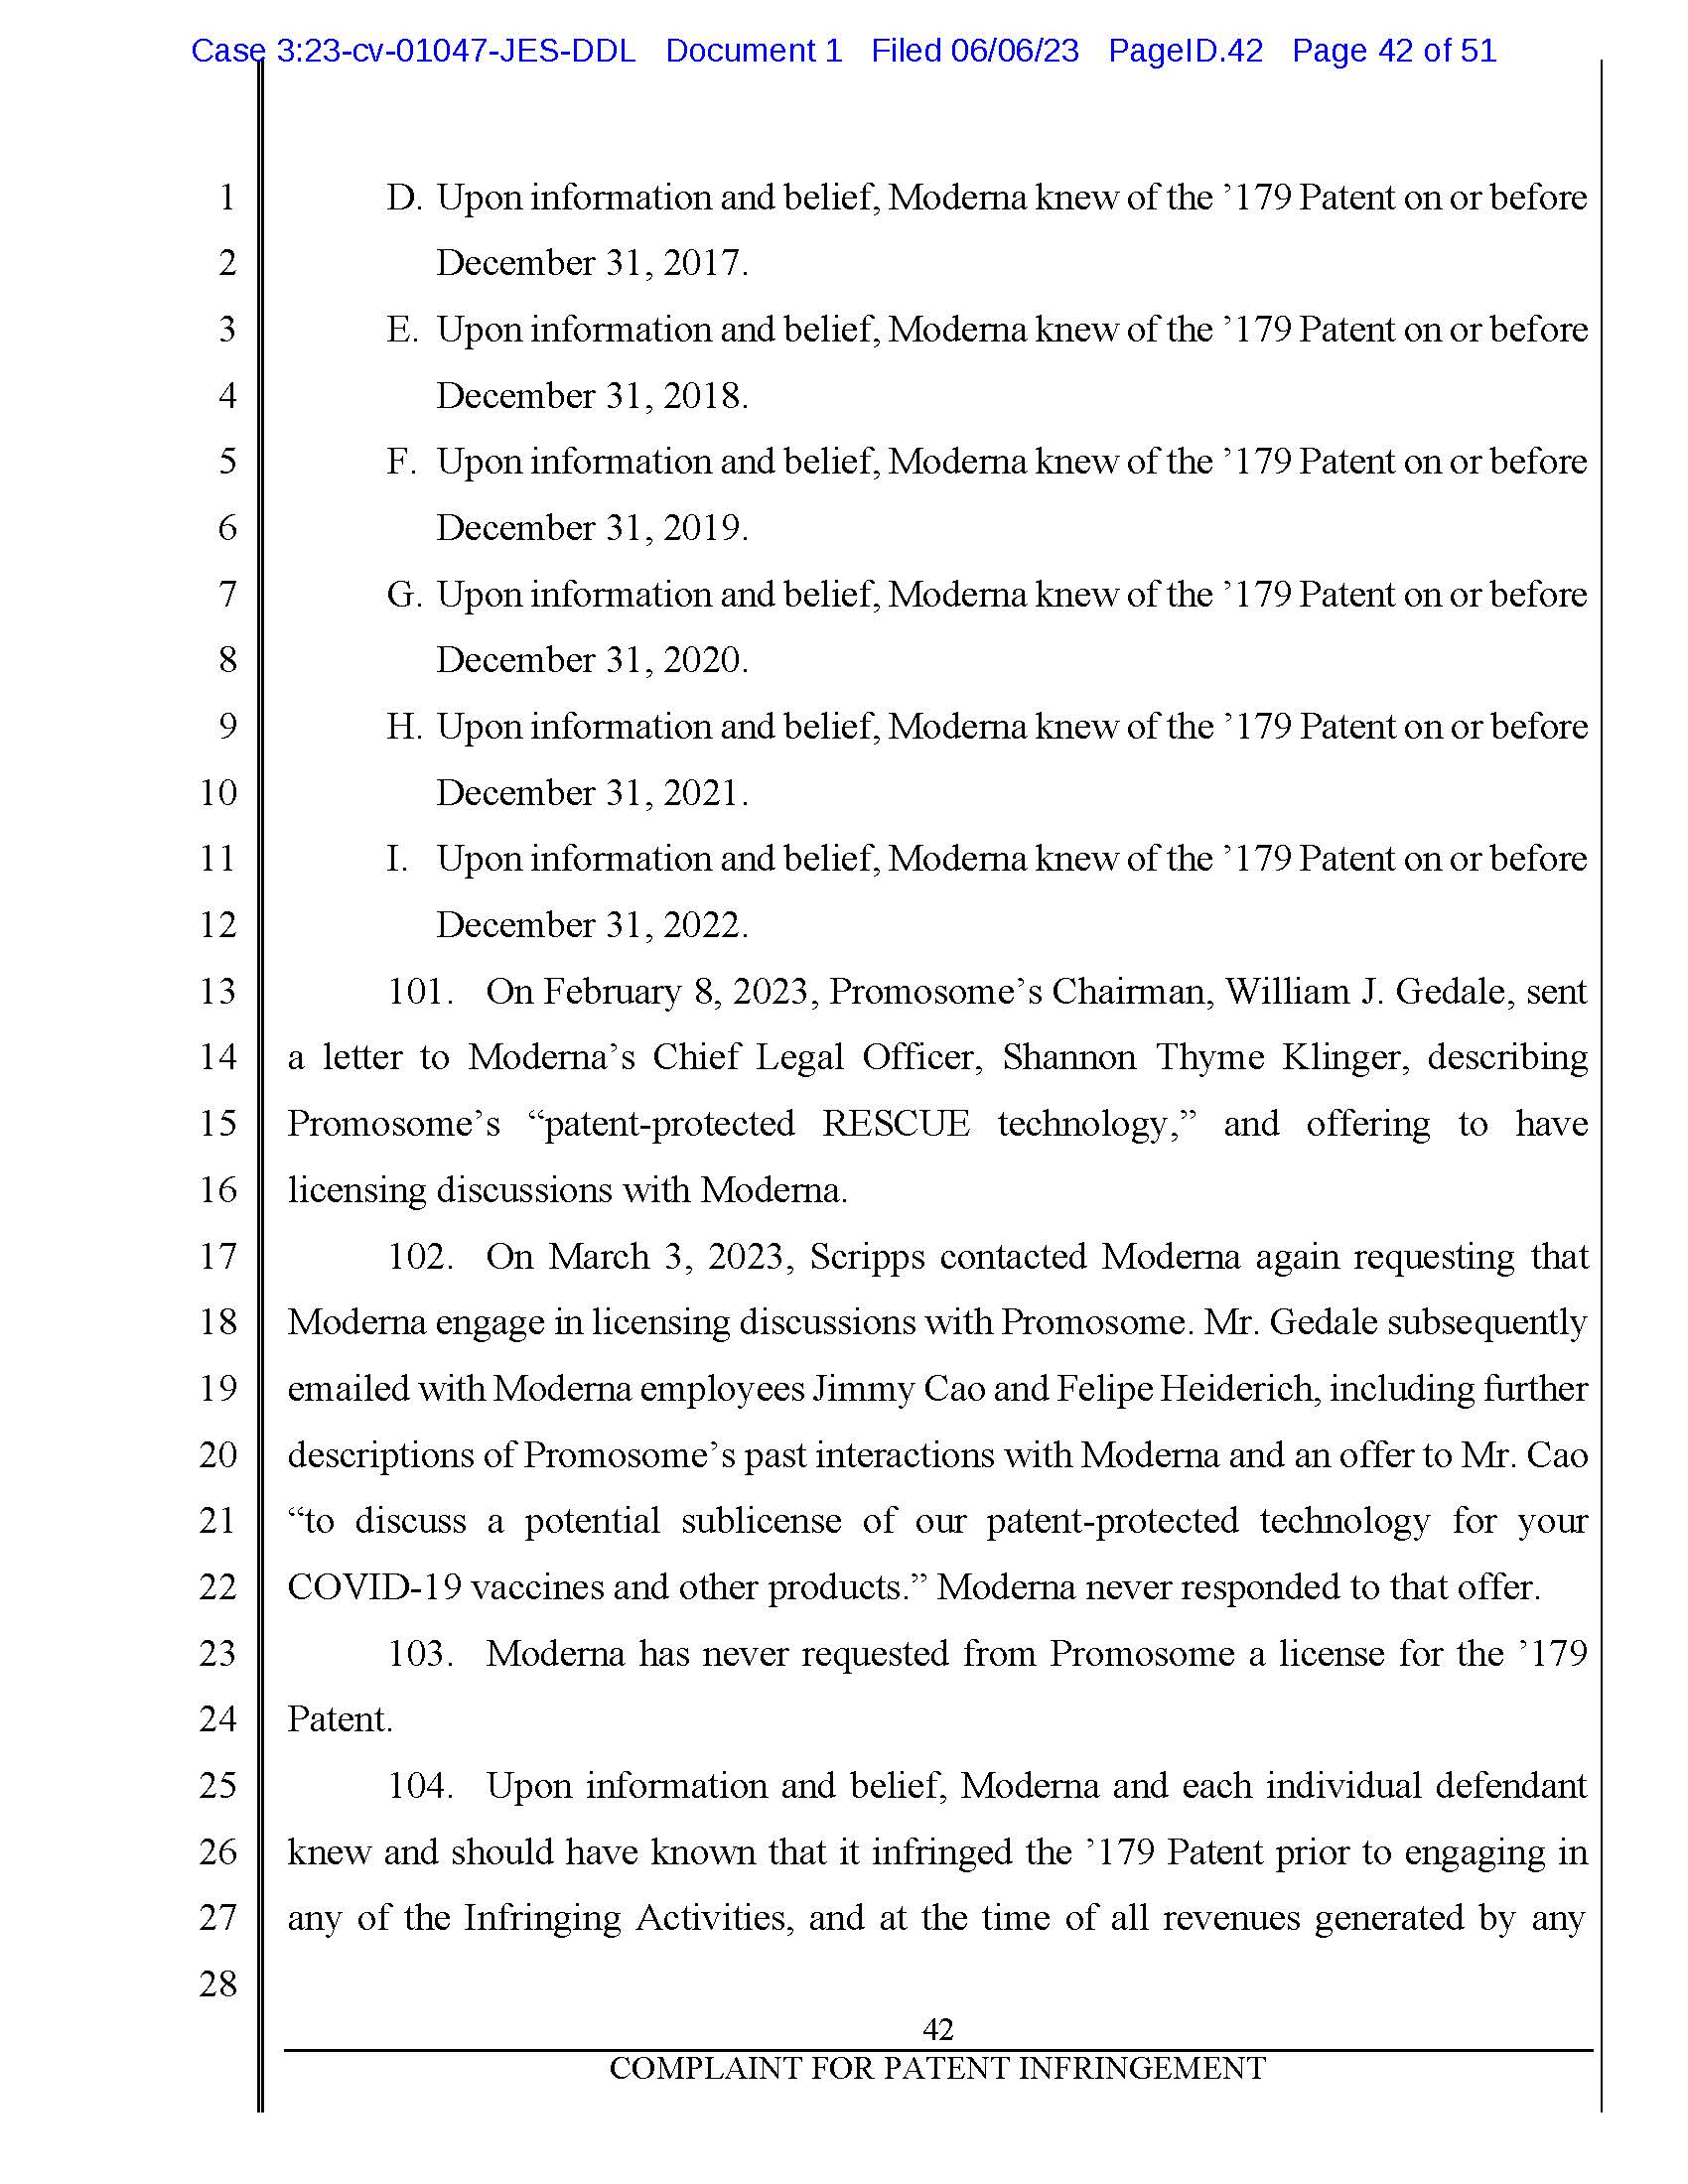 Case 3:23-cv-01047-JES-DDL Document 1 Filed 06/06/23 PageID.42 Page 42 of 51
1 D. Upon information and belief, Moderna knew of the ’179 Patent on or before
2 December 31, 2017.
3 E. Upon information and belief, Moderna knew of the ’179 Patent on or before
4 December 31, 2018.
5 F. Upon information and belief, Moderna knew of the ’179 Patent on or before
6 December 31, 2019.
7 G. Upon information and belief, Moderna knew of the ’179 Patent on or before
8 December 31, 2020.
9 H. Upon information and belief, Moderna knew of the ’179 Patent on or before
10 December 31, 2021.
11 I. Upon information and belief, Moderna knew of the ’179 Patent on or before
12 December 31, 2022.
13 101. On February 8, 2023, Promosome’s Chairman, William J. Gedale, sent
14 a letter to Moderna’s Chief Legal Officer, Shannon Thyme Klinger, describing
15 Promosome’s “patent-protected RESCUE technology,” and offering to have
16 licensing discussions with Moderna.
17 102. On March 3, 2023, Scripps contacted Moderna again requesting that
18 Moderna engage in licensing discussions with Promosome. Mr. Gedale subsequently
19 emailed with Moderna employees Jimmy Cao and Felipe Heiderich, including further
20 descriptions of Promosome’s past interactions with Moderna and an offer to Mr. Cao
21 “to discuss a potential sublicense of our patent-protected technology for your
22 COVID-19 vaccines and other products.” Moderna never responded to that offer.
23 103. Moderna has never requested from Promosome a license for the ’179
24 Patent.
25 104. Upon information and belief, Moderna and each individual defendant
26 knew and should have known that it infringed the ’179 Patent prior to engaging in
27 any of the Infringing Activities, and at the time of all revenues generated by any
28
42
COMPLAINT FOR PATENT INFRINGEMENT